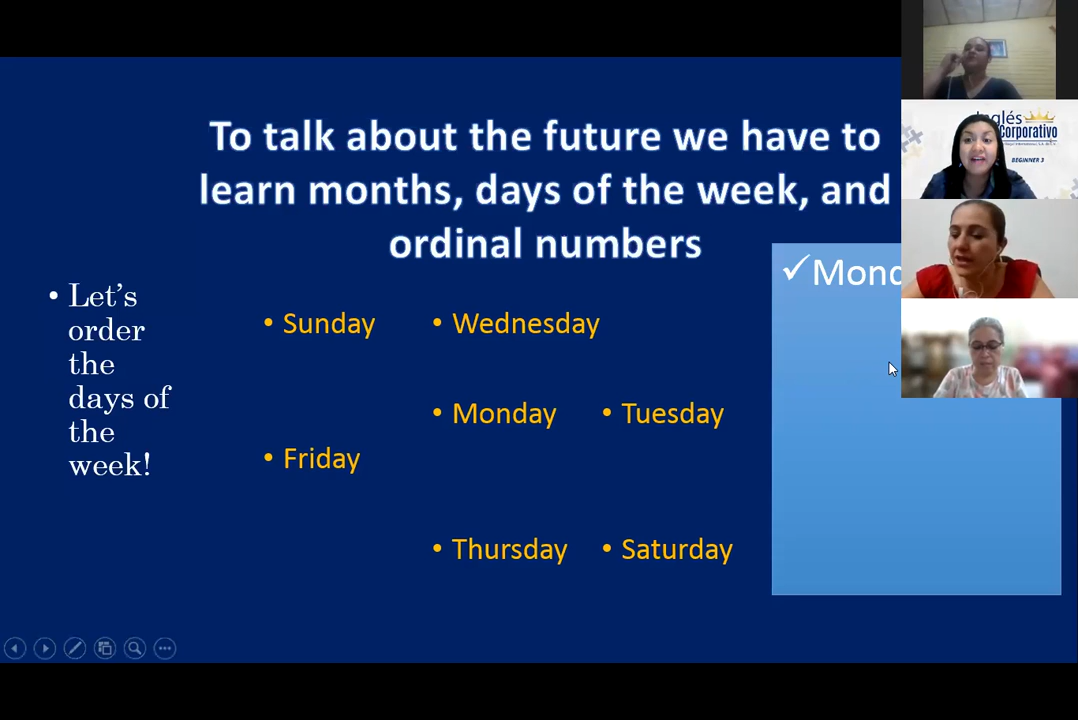 To talk about the future we have to
learn months, days of the week, and
ordinal numbers
• Let's
order
the
days of
the
week!
• Sunday
• Wednesday
• Monday
• Tuesday
• Friday
• Thursday
• Saturday
✓Mond
Inglés
Corporativo
BEGINNER 3